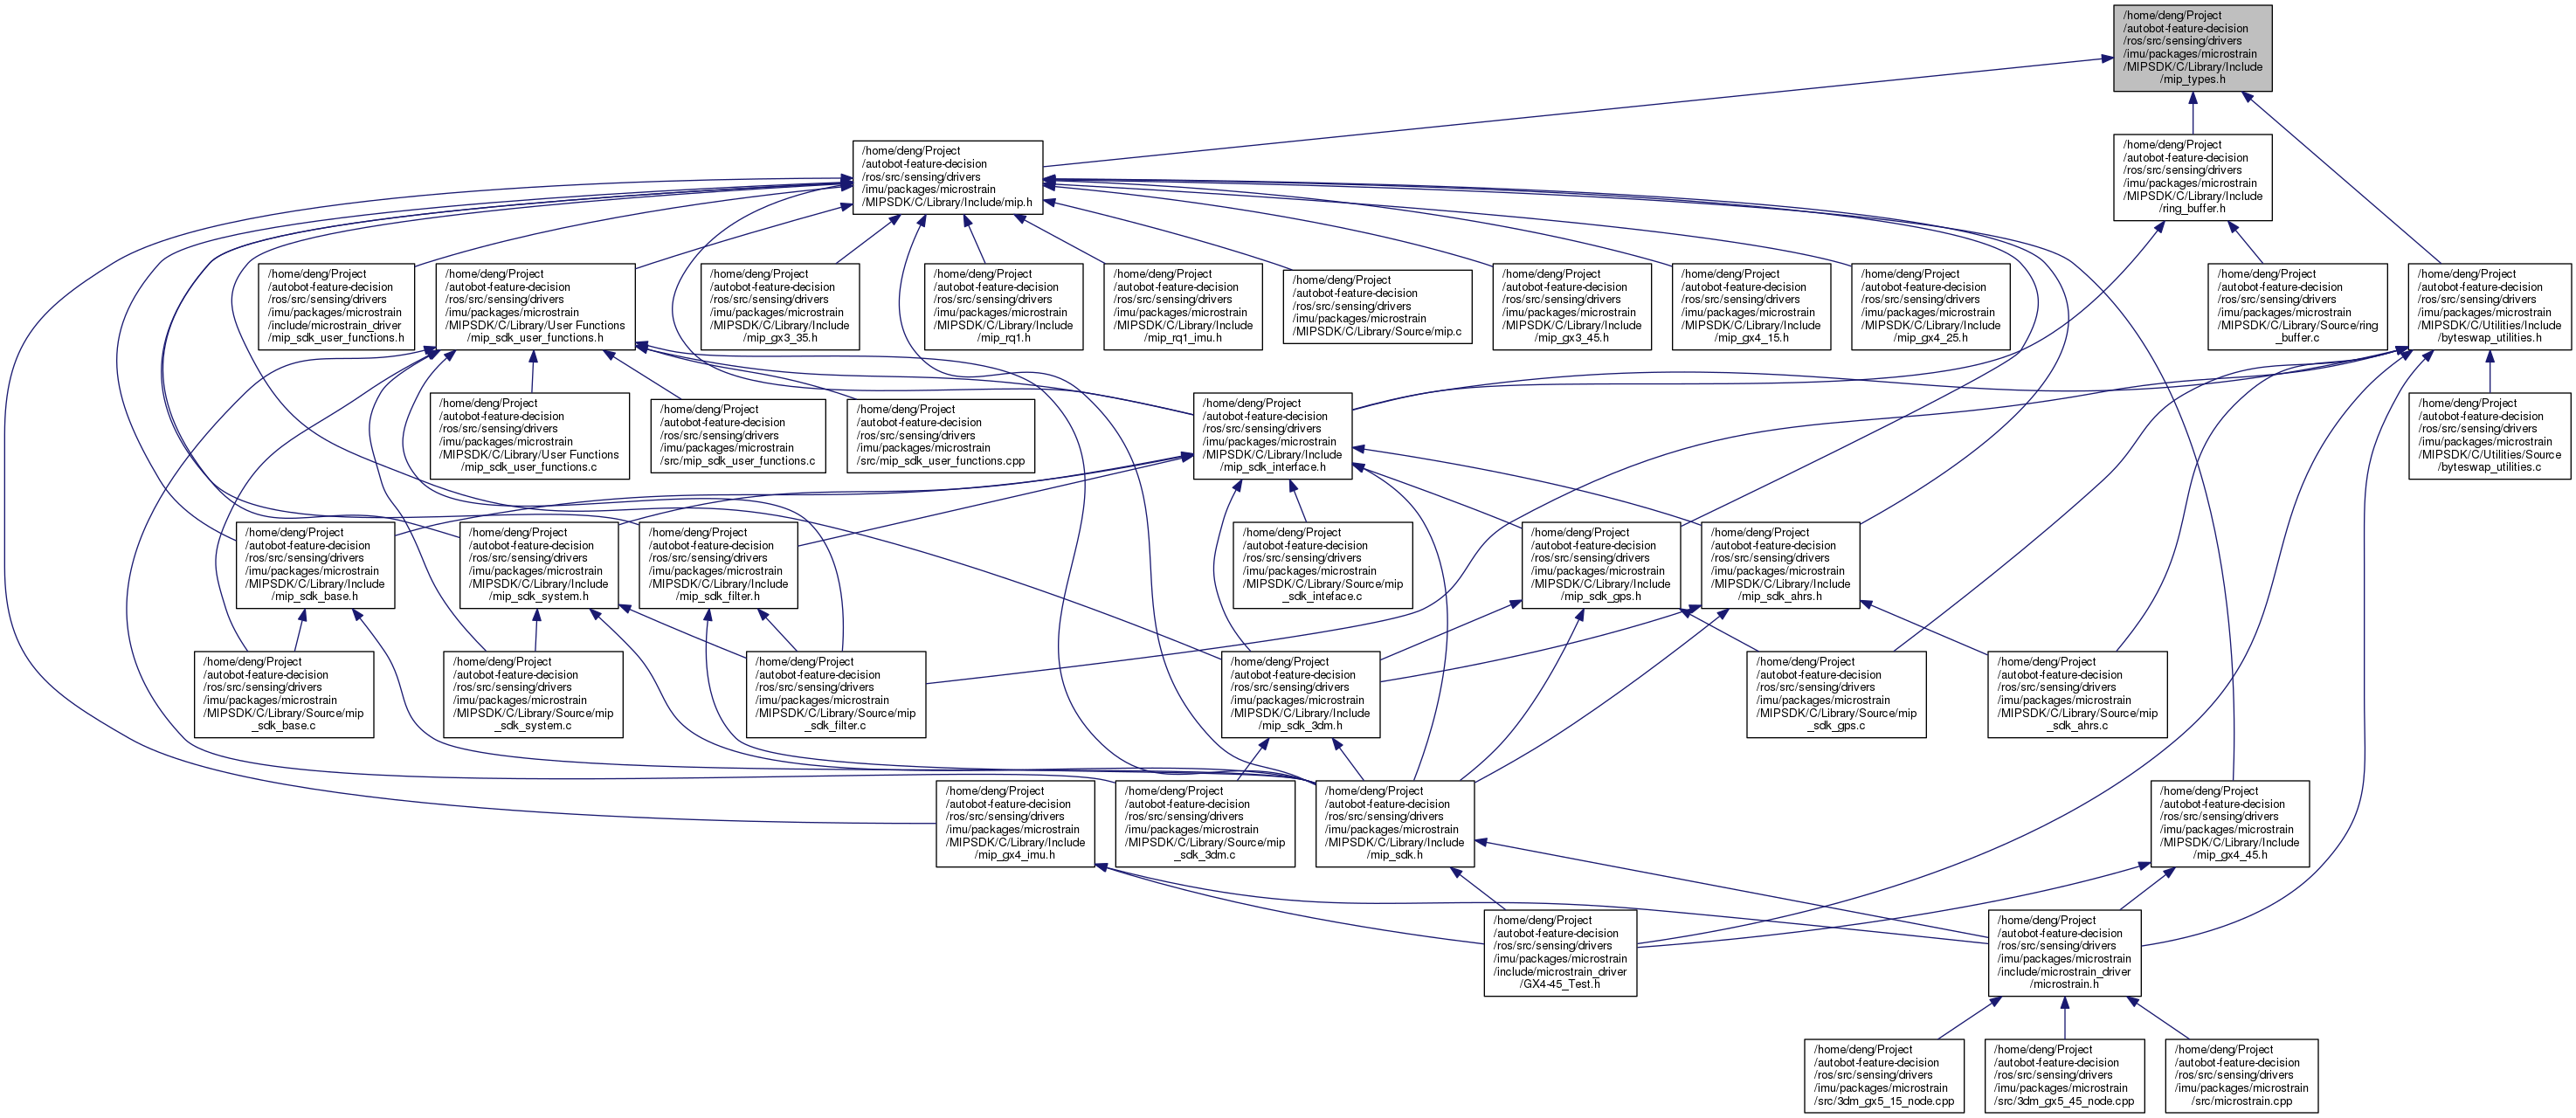 /home/deng/Project
/autobot-feature-decision
/ros/src/sensing/drivers
/imu/packages/microstrain
/MIPSDK/C/Library/Include
/mip_types.h
/home/deng/Project
/autobot-feature-decision
/ros/src/sensing/drivers
/imu/packages/microstrain
/MIPSDK/C/Library/Include/mip.h
/home/deng/Project
/autobot-feature-decision
/ros/src/sensing/drivers
/imu/packages/microstrain
/MIPSDK/C/Library/Include
/ring_buffer.h
/home/deng/Project
/autobot-feature-decision
/ros/src/sensing/drivers
/imu/packages/microstrain
/include/microstrain_driver
/mip_sdk_user_functions.h
/home/deng/Project
/autobot-feature-decision
/ros/src/sensing/drivers
/imu/packages/microstrain
/MIPSDK/C/Library/User Functions
/mip_sdk_user_functions.h
/home/deng/Project
/autobot-feature-decision
/ros/src/sensing/drivers
/imu/packages/microstrain
/MIPSDK/C/Library/Include
/mip_gx3_35.h
/home/deng/Project
/autobot-feature-decision
/ros/src/sensing/drivers
/imu/packages/microstrain
/MIPSDK/C/Library/Include
/mip_rq1.h
/home/deng/Project
/autobot-feature-decision
/ros/src/sensing/drivers
/imu/packages/microstrain
/MIPSDK/C/Library/Include
/mip_rq1_imu.h
/home/deng/Project
/autobot-feature-decision
/ros/src/sensing/drivers
/imu/packages/microstrain
/MIPSDK/C/Library/Source/mip.c
/home/deng/Project
/autobot-feature-decision
/ros/src/sensing/drivers
/imu/packages/microstrain
/MIPSDK/C/Library/Include
/mip_gx3_45.h
/home/deng/Project
/autobot-feature-decision
/ros/src/sensing/drivers
/imu/packages/microstrain
/MIPSDK/C/Library/Include
/mip_gx4_15.h
/home/deng/Project
/autobot-feature-decision
/ros/src/sensing/drivers
/imu/packages/microstrain
/MIPSDK/C/Library/Include
/mip_gx4_25.h
/home/deng/Project
/autobot-feature-decision
/ros/src/sensing/drivers
/imu/packages/microstrain
/MIPSDK/C/Library/Source/ring
_buffer.c
/home/deng/Project
/autobot-feature-decision
/ros/src/sensing/drivers
/imu/packages/microstrain
/MIPSDK/C/Utilities/Include
/byteswap_utilities.h
/home/deng/Project
/autobot-feature-decision
/ros/src/sensing/drivers
/imu/packages/microstrain
/MIPSDK/C/Library/User Functions
/mip_sdk_user_functions.c
/home/deng/Project
/autobot-feature-decision
/ros/src/sensing/drivers
/imu/packages/microstrain
/src/mip_sdk_user_functions.c
/home/deng/Project
/autobot-feature-decision
/ros/src/sensing/drivers
/imu/packages/microstrain
/src/mip_sdk_user_functions.cpp
/home/deng/Project
/autobot-feature-decision
/ros/src/sensing/drivers
/imu/packages/microstrain
/MIPSDK/C/Library/Include
/mip_sdk_interface.h
/home/deng/Project
/autobot-feature-decision
/ros/src/sensing/drivers
/imu/packages/microstrain
/MIPSDK/C/Utilities/Source
/byteswap_utilities.c
/home/deng/Project
/autobot-feature-decision
/ros/src/sensing/drivers
/imu/packages/microstrain
/MIPSDK/C/Library/Include
/mip_sdk_base.h
/home/deng/Project
/autobot-feature-decision
/ros/src/sensing/drivers
/imu/packages/microstrain
/MIPSDK/C/Library/Include
/mip_sdk_system.h
/home/deng/Project
/autobot-feature-decision
/ros/src/sensing/drivers
/imu/packages/microstrain
/MIPSDK/C/Library/Include
/mip_sdk_filter.h
/home/deng/Project
/autobot-feature-decision
/ros/src/sensing/drivers
/imu/packages/microstrain
/MIPSDK/C/Library/Source/mip
_sdk_inteface.c
/home/deng/Project
/autobot-feature-decision
/ros/src/sensing/drivers
/imu/packages/microstrain
/MIPSDK/C/Library/Include
/mip_sdk_gps.h
/home/deng/Project
/autobot-feature-decision
/ros/src/sensing/drivers
/imu/packages/microstrain
/MIPSDK/C/Library/Include
/mip_sdk_ahrs.h
/home/deng/Project
/autobot-feature-decision
/ros/src/sensing/drivers
/imu/packages/microstrain
/MIPSDK/C/Library/Source/mip
_sdk_base.c
/home/deng/Project
/autobot-feature-decision
/ros/src/sensing/drivers
/imu/packages/microstrain
/MIPSDK/C/Library/Source/mip
_sdk_system.c
/home/deng/Project
/autobot-feature-decision
/ros/src/sensing/drivers
/imu/packages/microstrain
/MIPSDK/C/Library/Source/mip
_sdk_filter.c
/home/deng/Project
/autobot-feature-decision
/ros/src/sensing/drivers
/imu/packages/microstrain
/MIPSDK/C/Library/Include
/mip_sdk_3dm.h
/home/deng/Project
/autobot-feature-decision
/ros/src/sensing/drivers
/imu/packages/microstrain
/MIPSDK/C/Library/Source/mip
_sdk_gps.c
/home/deng/Project
/autobot-feature-decision
/ros/src/sensing/drivers
/imu/packages/microstrain
/MIPSDK/C/Library/Source/mip
_sdk_ahrs.c
/home/deng/Project
/autobot-feature-decision
/ros/src/sensing/drivers
/imu/packages/microstrain
/MIPSDK/C/Library/Include
/mip_gx4_imu.h
/home/deng/Project
/autobot-feature-decision
/ros/src/sensing/drivers
/imu/packages/microstrain
/MIPSDK/C/Library/Source/mip
_sdk_3dm.c
/home/deng/Project
/autobot-feature-decision
/ros/src/sensing/drivers
/imu/packages/microstrain
/MIPSDK/C/Library/Include
/mip_sdk.h
/home/deng/Project
/autobot-feature-decision
/ros/src/sensing/drivers
/imu/packages/microstrain
/MIPSDK/C/Library/Include
/mip_gx4_45.h
/home/deng/Project
/autobot-feature-decision
/ros/src/sensing/drivers
/imu/packages/microstrain
/include/microstrain_driver
/GX4-45_Test.h
/home/deng/Project
/autobot-feature-decision
/ros/src/sensing/drivers
/imu/packages/microstrain
/include/microstrain_driver
/microstrain.h
/home/deng/Project
/autobot-feature-decision
/ros/src/sensing/drivers
/imu/packages/microstrain
/src/3dm_gx5_15_node.cpp
/home/deng/Project
/autobot-feature-decision
/ros/src/sensing/drivers
/imu/packages/microstrain
/src/3dm_gx5_45_node.cpp
/home/deng/Project
/autobot-feature-decision
/ros/src/sensing/drivers
/imu/packages/microstrain
/src/microstrain.cpp